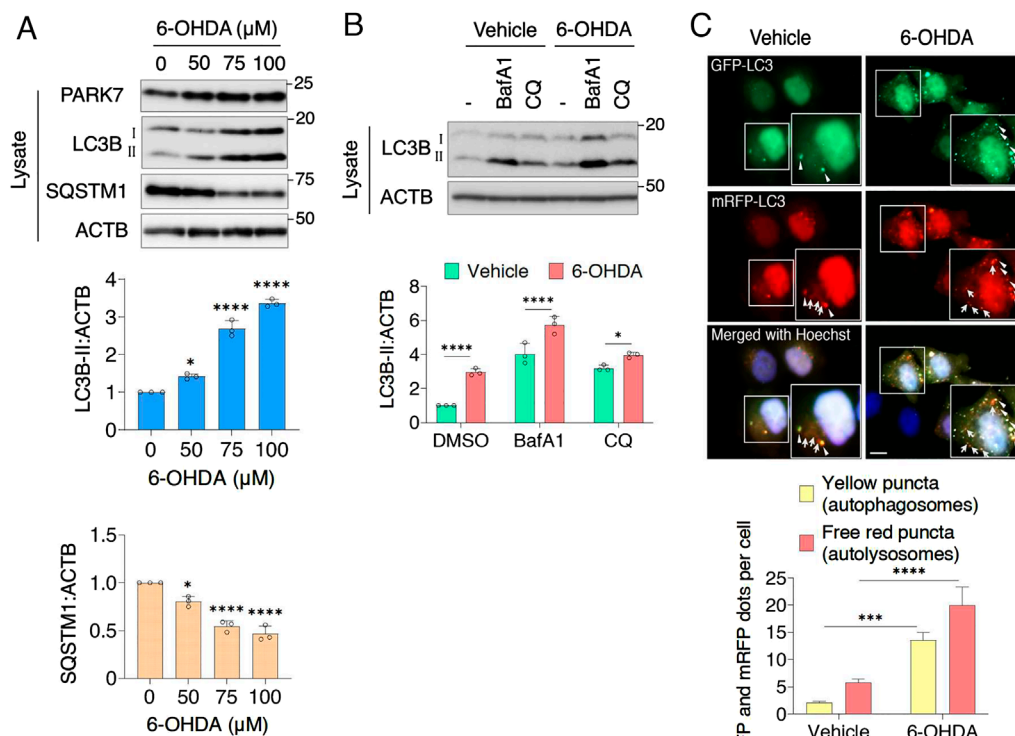 A
6-OHDA (µM)
0 50 75 100
Lysate
PARK7
25
LC3B
I
II
20
SQSTM1
75
ACTB
50
LC3B-II:ACTB
4
3
2
1
0
*
****
****
0 50 75 100
6-OHDA (µM)
SQSTM1:ACTB
1.5
1.0
0.5
0
*
****
****
0 50 75 100
6-OHDA (µM)
B
Vehicle 6-OHDA
- BafA1 CQ - BafA1 CQ
Lysate
LC3B
I
II
20
ACTB
50
Vehicle 6-OHDA
LC3B-II:ACTB
8
6
4
2
0
****
****
*
DMSO BafA1 CQ
C
Vehicle 6-OHDA
GFP-LC3
mRFP-LC3
Merged with Hoechst
Yellow puncta
(autophagosomes)
Free red puncta
(autolysosomes)
and mRFP dots per cell
25
20
15
10
5
0
****
***
Vehicle 6-OHDA